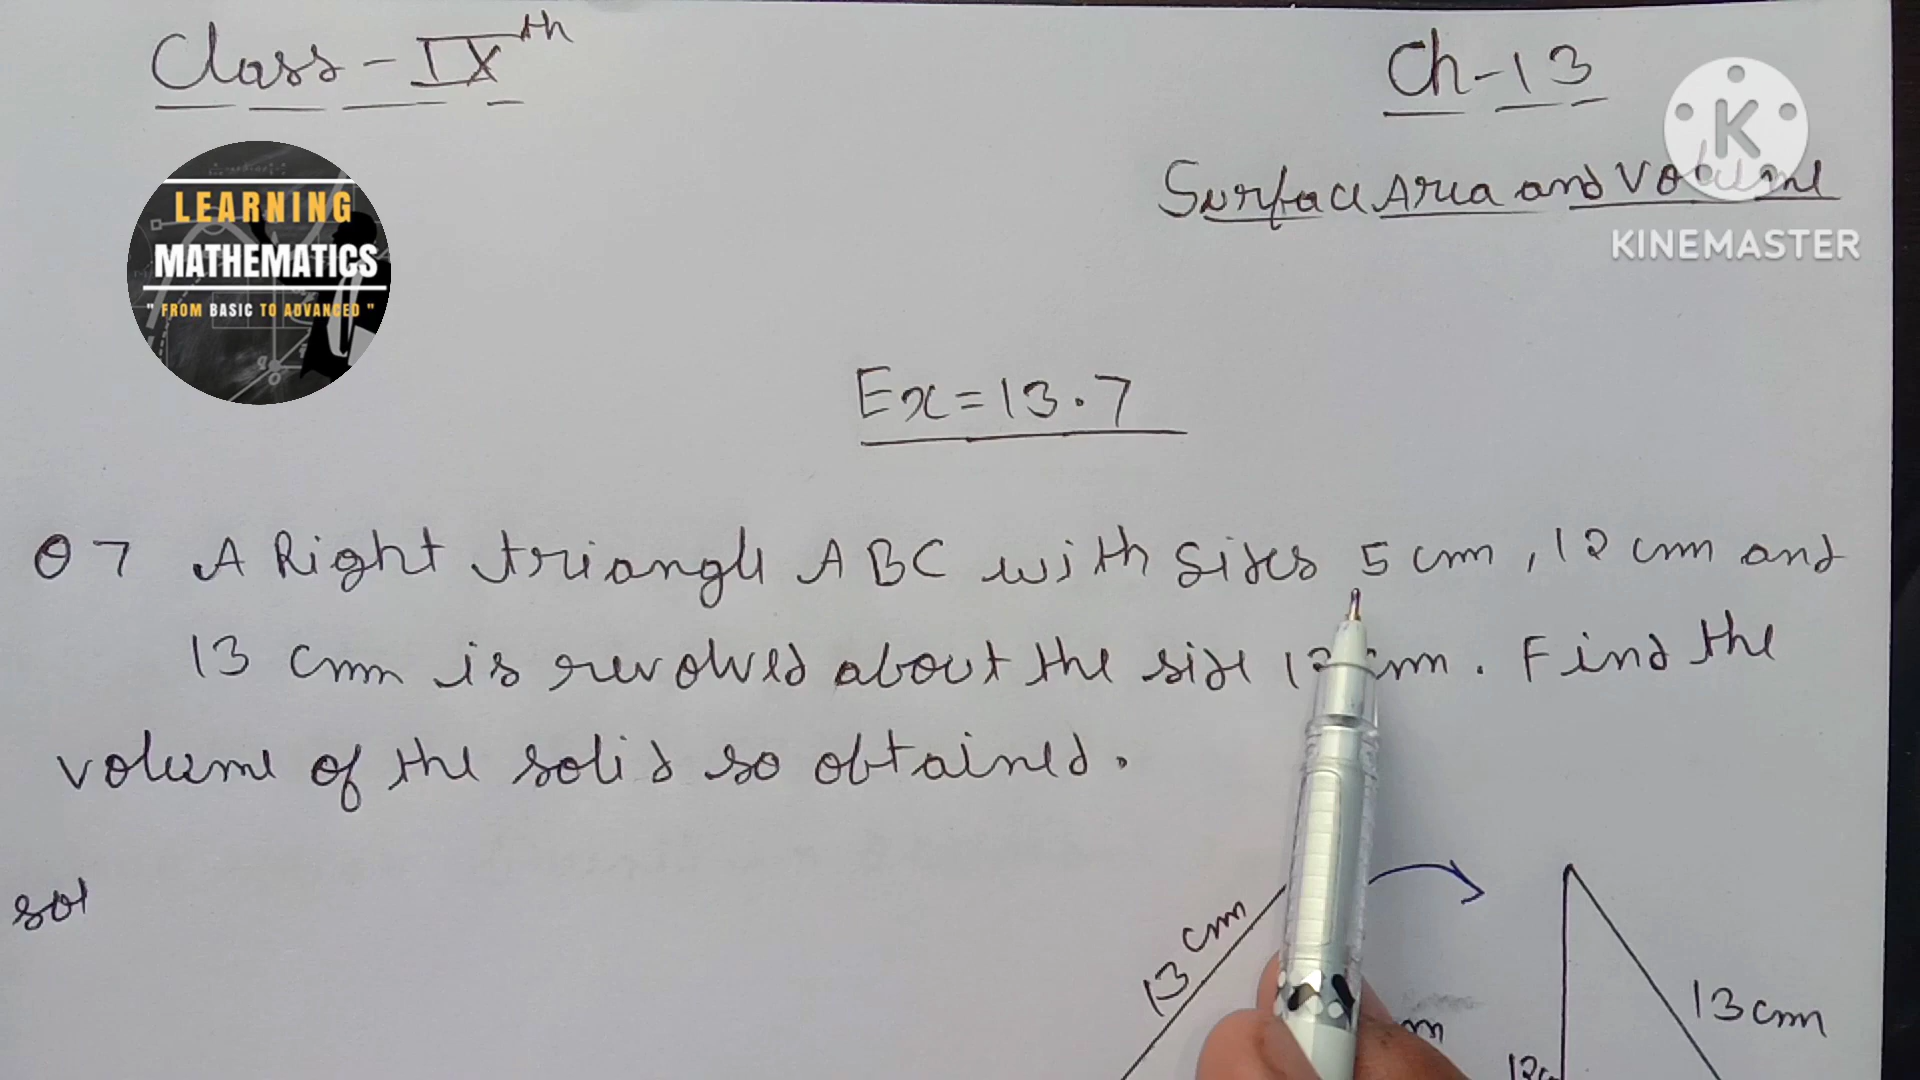 Class - IXth
Ch-13
Surface Area and Volume
K
KINEMASTER
LEARNING
MATHEMATICS
" FROM BASIC TO ADVANCED "
Ex = 13.7
Q7 A Right triangle ABC with sides 5 cm, 12 cm and
13 cm is revolved about the side 12 cm. Find the
volume of the solid so obtained.
sol
13 cm
13 cm